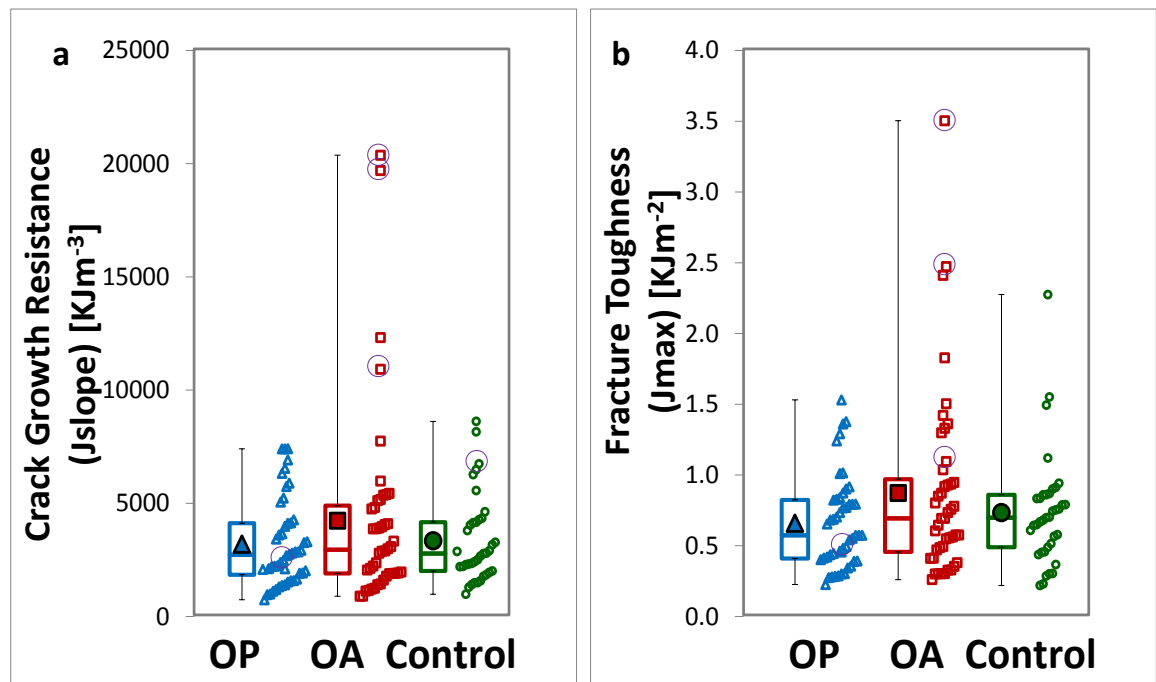 a
Crack Growth Resistance
(Jslope) [KJm⁻³]
25000
20000
15000
10000
5000
0
OP OA Control
b
Fracture Toughness
(Jmax) [KJm⁻²]
4.0
3.5
3.0
2.5
2.0
1.5
1.0
0.5
0.0
OP OA Control